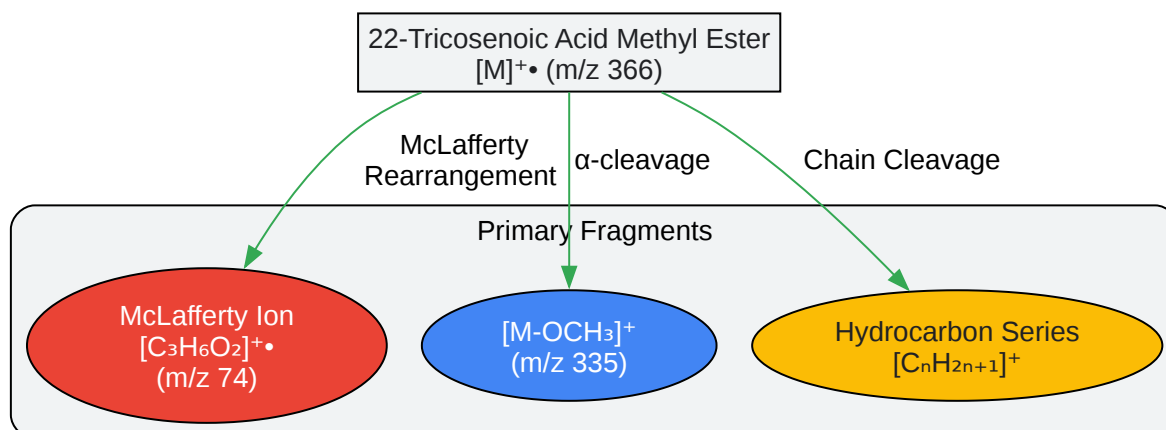 22-Tricosenoic Acid Methyl Ester
[M]⁺• (m/z 366)
McLafferty
Rearrangement
α-cleavage
Chain Cleavage
Primary Fragments
McLafferty Ion
[C₃H₆O₂]⁺•
(m/z 74)
[M-OCH₃]⁺
(m/z 335)
Hydrocarbon Series
[CₙH₂ₙ₊₁]⁺